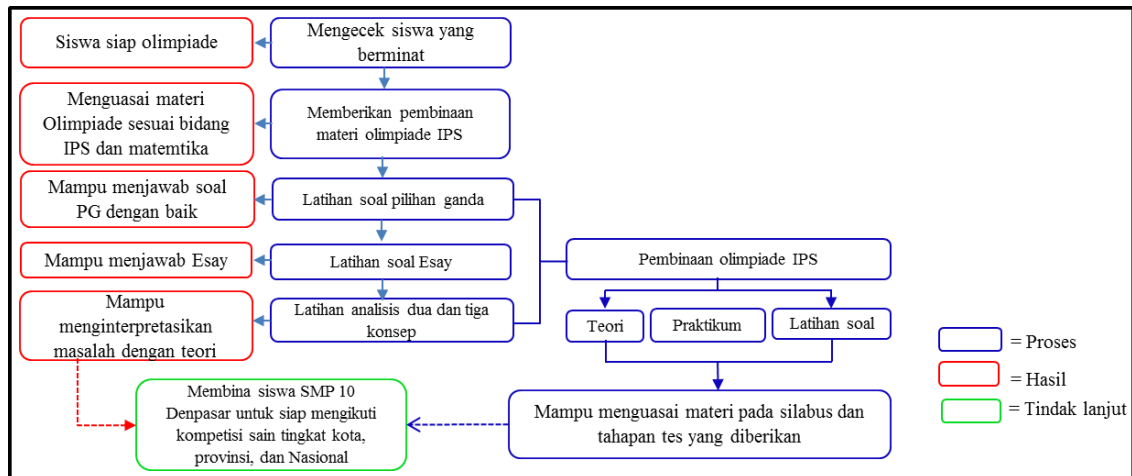 Siswa siap olimpiade
Mengecek siswa yang
berminat
Menguasai materi
Olimpiade sesuai bidang
IPS dan matemtika
Memberikan pembinaan
materi olimpiade IPS
Mampu menjawab soal
PG dengan baik
Latihan soal pilihan ganda
Mampu menjawab Esay
Latihan soal Esay
Mampu
menginterpretasikan
masalah dengan teori
Latihan analisis dua dan tiga
konsep
Pembinaan olimpiade IPS
Teori
Praktikum
Latihan soal
Membina siswa SMP 10
Denpasar untuk siap mengikuti
kompetisi sain tingkat kota,
provinsi, dan Nasional
Mampu menguasai materi pada silabus dan
tahapan tes yang diberikan
= Proses
= Hasil
= Tindak lanjut